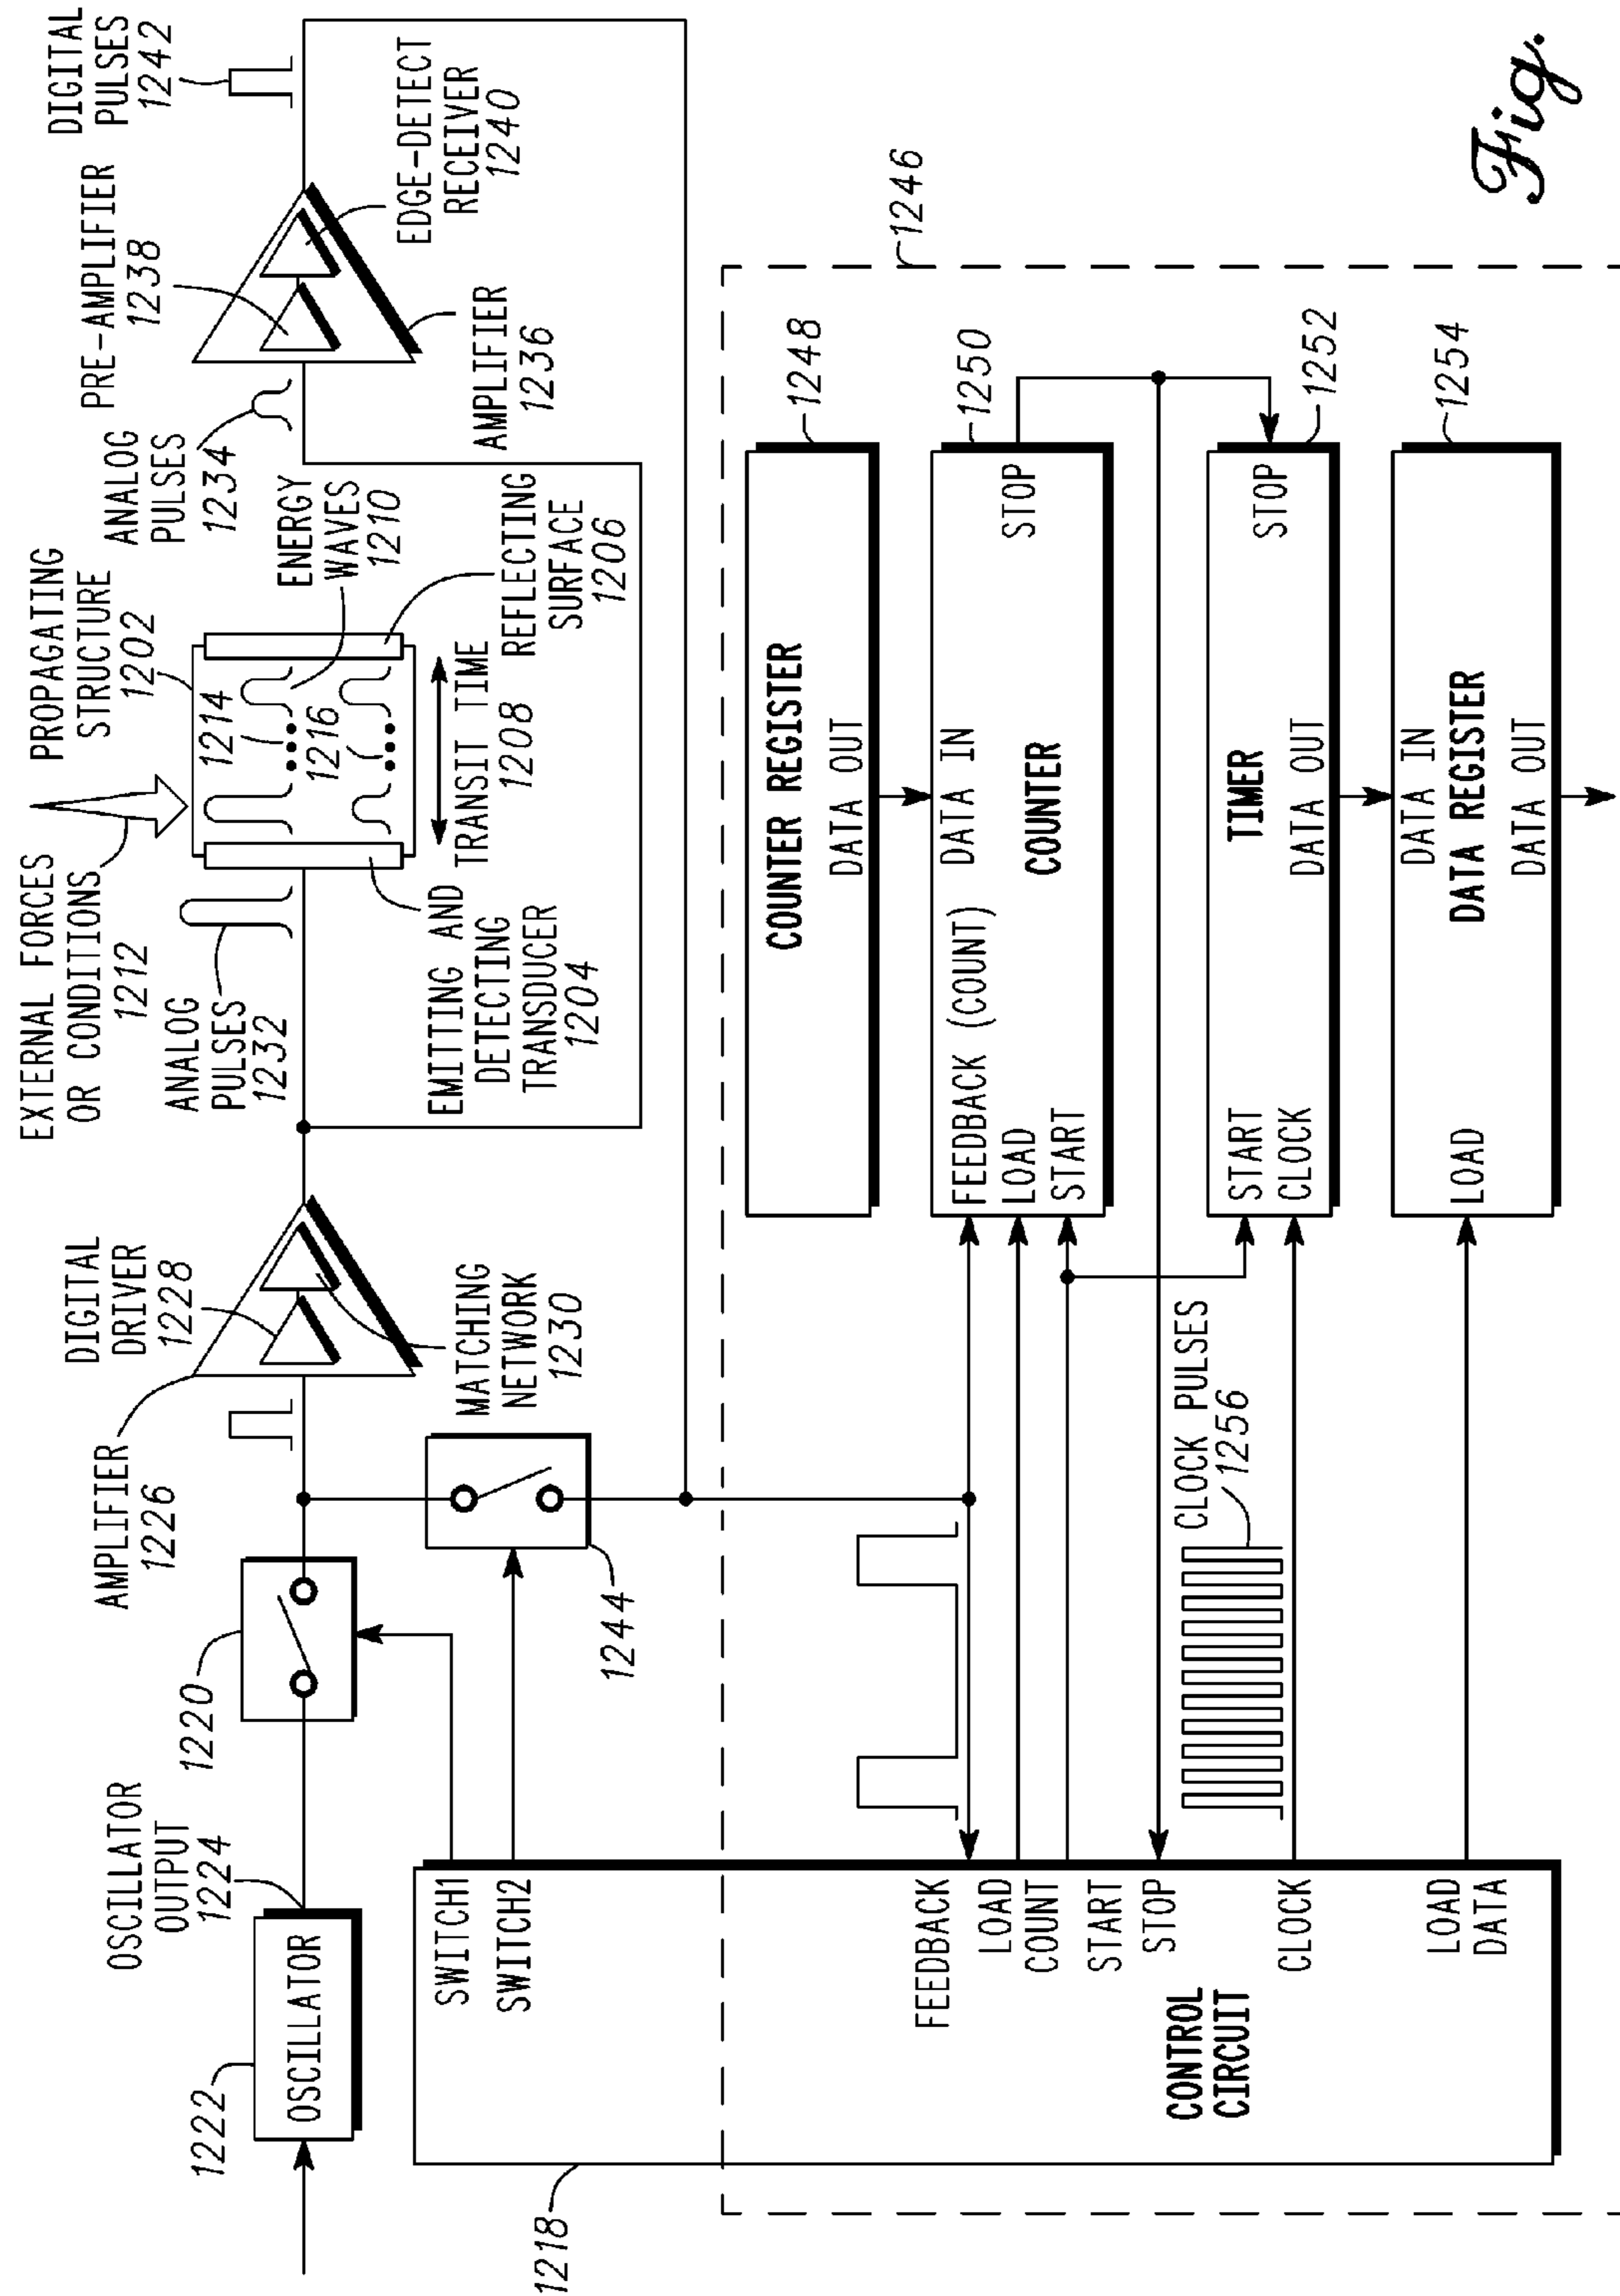 EXTERNAL FORCES
OR CONDITIONS
1212
PROPAGATING
STRUCTURE
1202
DIGITAL
PULSES
1242
PRE-AMPLIFIER
1238
EDGE-DETECT
RECEIVER
1240
AMPLIFIER
1236
ANALOG
PULSES
1234
ENERGY
WAVES
1210
REFLECTING
SURFACE
1206
1214
1216
TRANSIT TIME
1208
ANALOG
PULSES
1232
EMITTING AND
DETECTING
TRANSDUCER
1204
DIGITAL
DRIVER
1228
MATCHING
NETWORK
1230
AMPLIFIER
1226
1220
1244
OSCILLATOR
OUTPUT
1224
1222
OSCILLATOR
1218
SWITCH1
SWITCH2
FEEDBACK
LOAD
COUNT
START
STOP
CLOCK
LOAD
DATA
CONTROL
CIRCUIT
CLOCK PULSES
1256
1246
1248
COUNTER REGISTER
DATA OUT
1250
FEEDBACK (COUNT)
DATA IN
LOAD
START
STOP
COUNTER
1252
START
CLOCK
TIMER
STOP
DATA OUT
1254
LOAD
DATA IN
DATA REGISTER
DATA OUT
Fig.